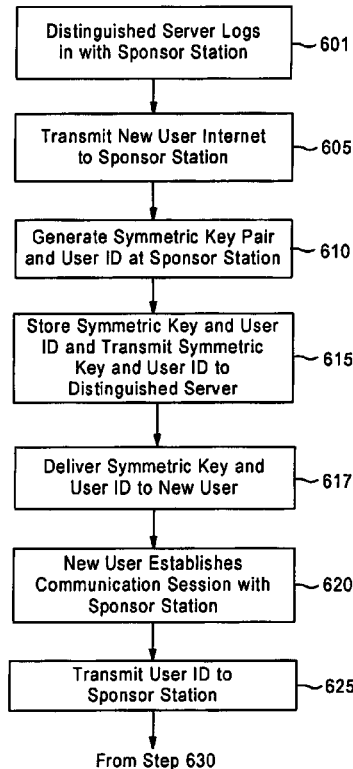 Distinguished Server Logs
in with Sponsor Station
601
Transmit New User Internet
to Sponsor Station
605
Generate Symmetric Key Pair
and User ID at Sponsor Station
610
Store Symmetric Key and User
ID and Transmit Symmetric
Key and User ID to
Distinguished Server
615
Deliver Symmetric Key and
User ID to New User
617
New User Establishes
Communication Session with
Sponsor Station
620
Transmit User ID to
Sponsor Station
625
From Step 630